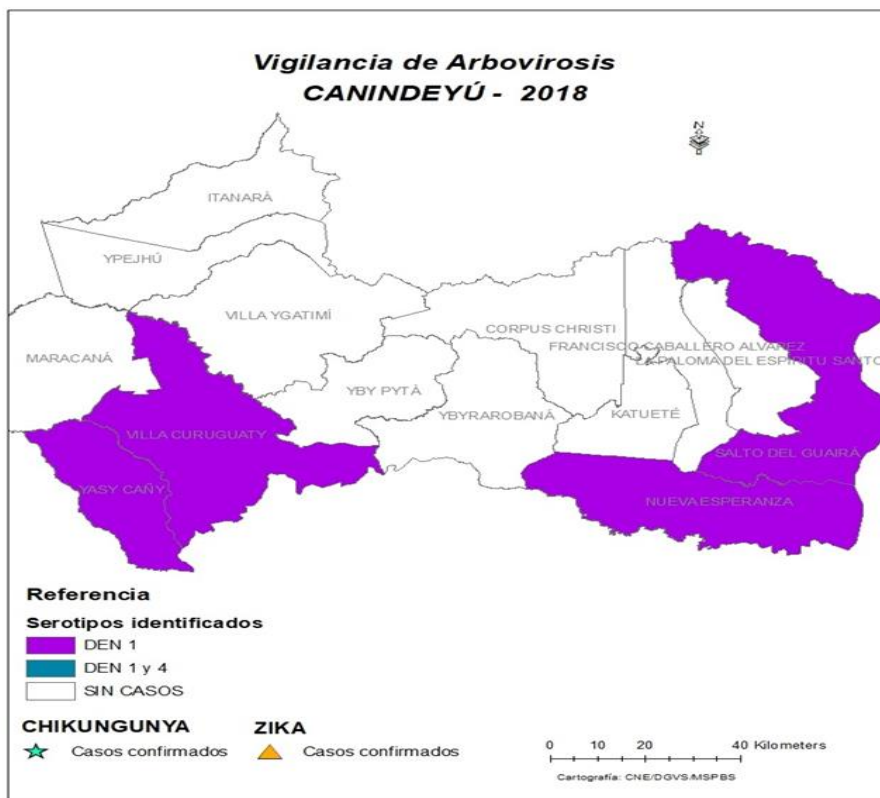 Vigilancia de Arbovirosis
CANINDEYÚ - 2018
N
ITANARÁ
YPEJHÚ
VILLA YGATIMÍ
CORPUS CHRISTI
MARACANÁ
FRANCISCO CABALLERO ALVAREZ
LA PALOMA DEL ESPÍRITU SANTO
YBY PYTÁ
YBYRAROBANÁ
KATUETÉ
VILLA CURUGUATY
SALTO DEL GUAIRÁ
YASY CAÑY
NUEVA ESPERANZA
Referencia
Serotipos identificados
DEN 1
DEN 1 y 4
SIN CASOS
CHIKUNGUNYA ZIKA
Casos confirmados Casos confirmados
0 10 20 40 Kilometers
Cartografía: CNE/DGVS/MSPBS